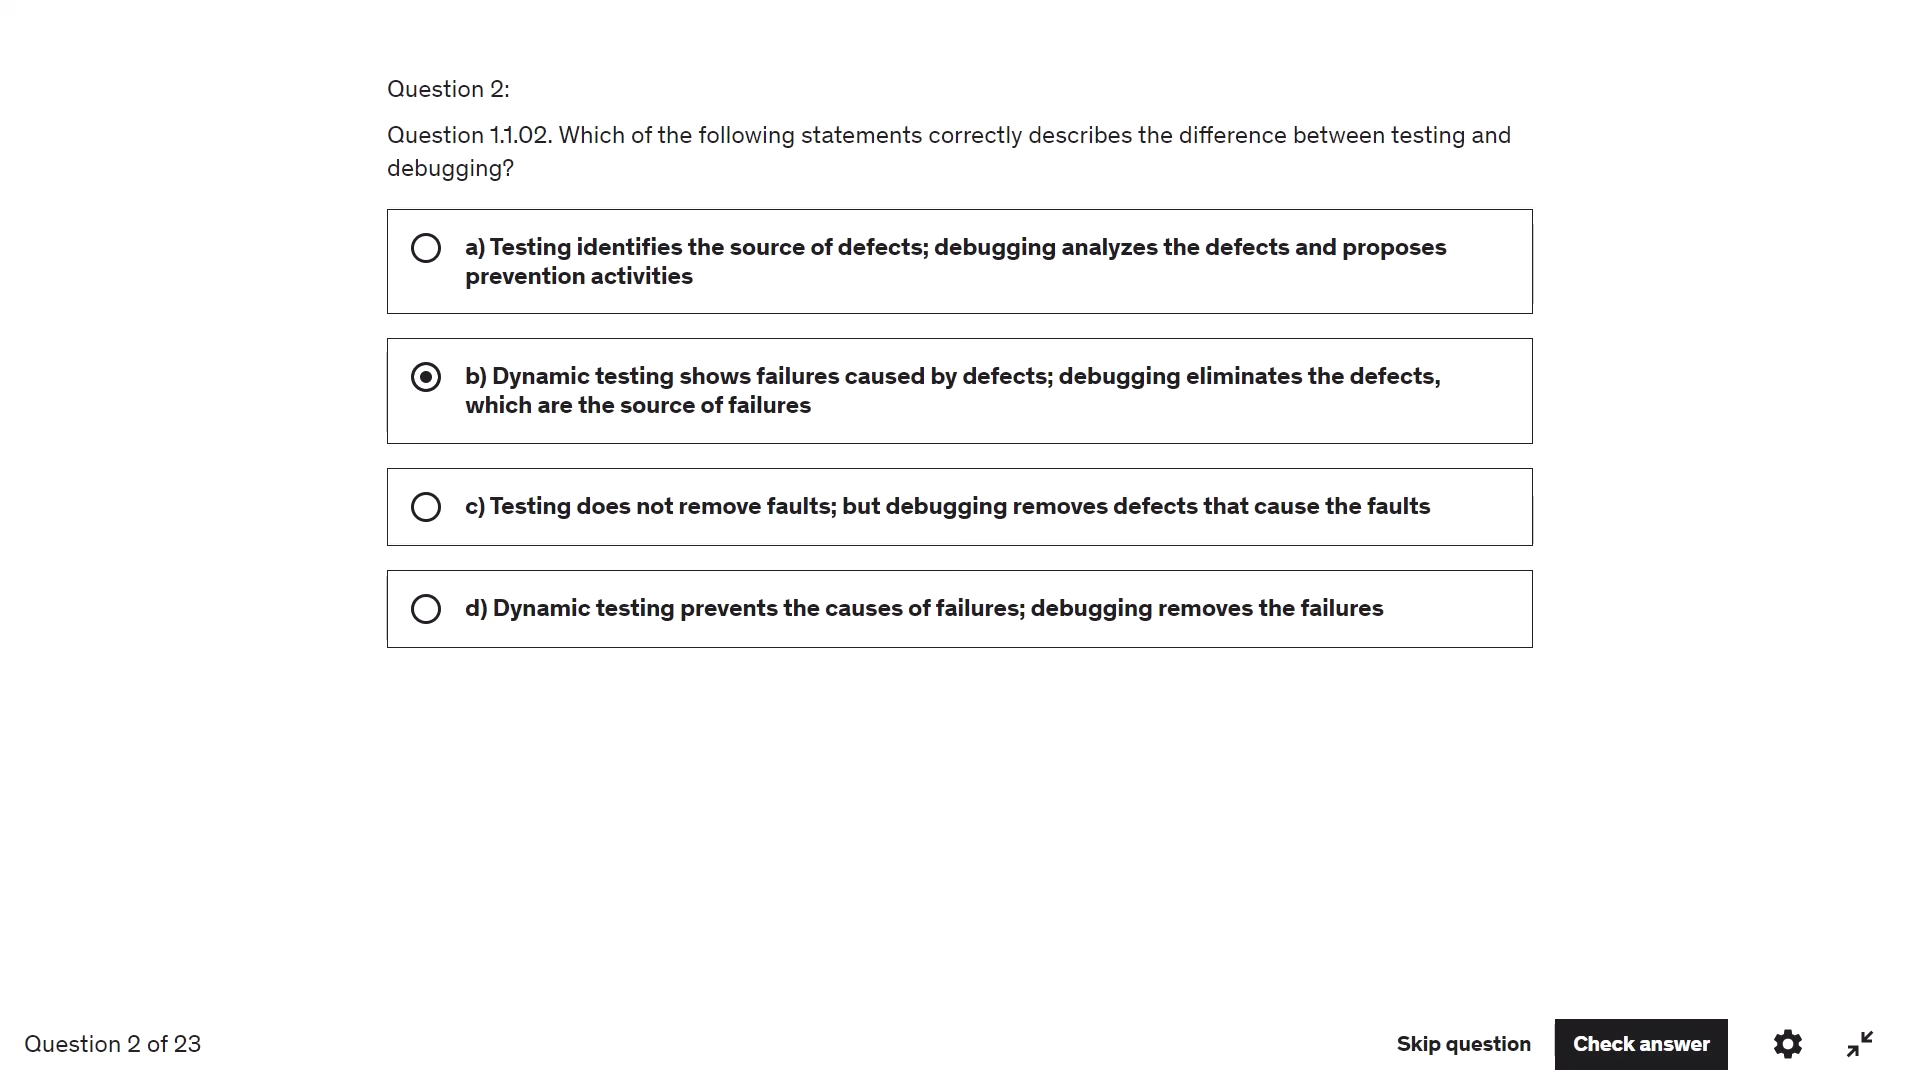 Question 2:
Question 1.1.02. Which of the following statements correctly describes the difference between testing and
debugging?
a) Testing identifies the source of defects; debugging analyzes the defects and proposes
prevention activities
b) Dynamic testing shows failures caused by defects; debugging eliminates the defects,
which are the source of failures
c) Testing does not remove faults; but debugging removes defects that cause the faults
d) Dynamic testing prevents the causes of failures; debugging removes the failures
Question 2 of 23
Skip question
Check answer